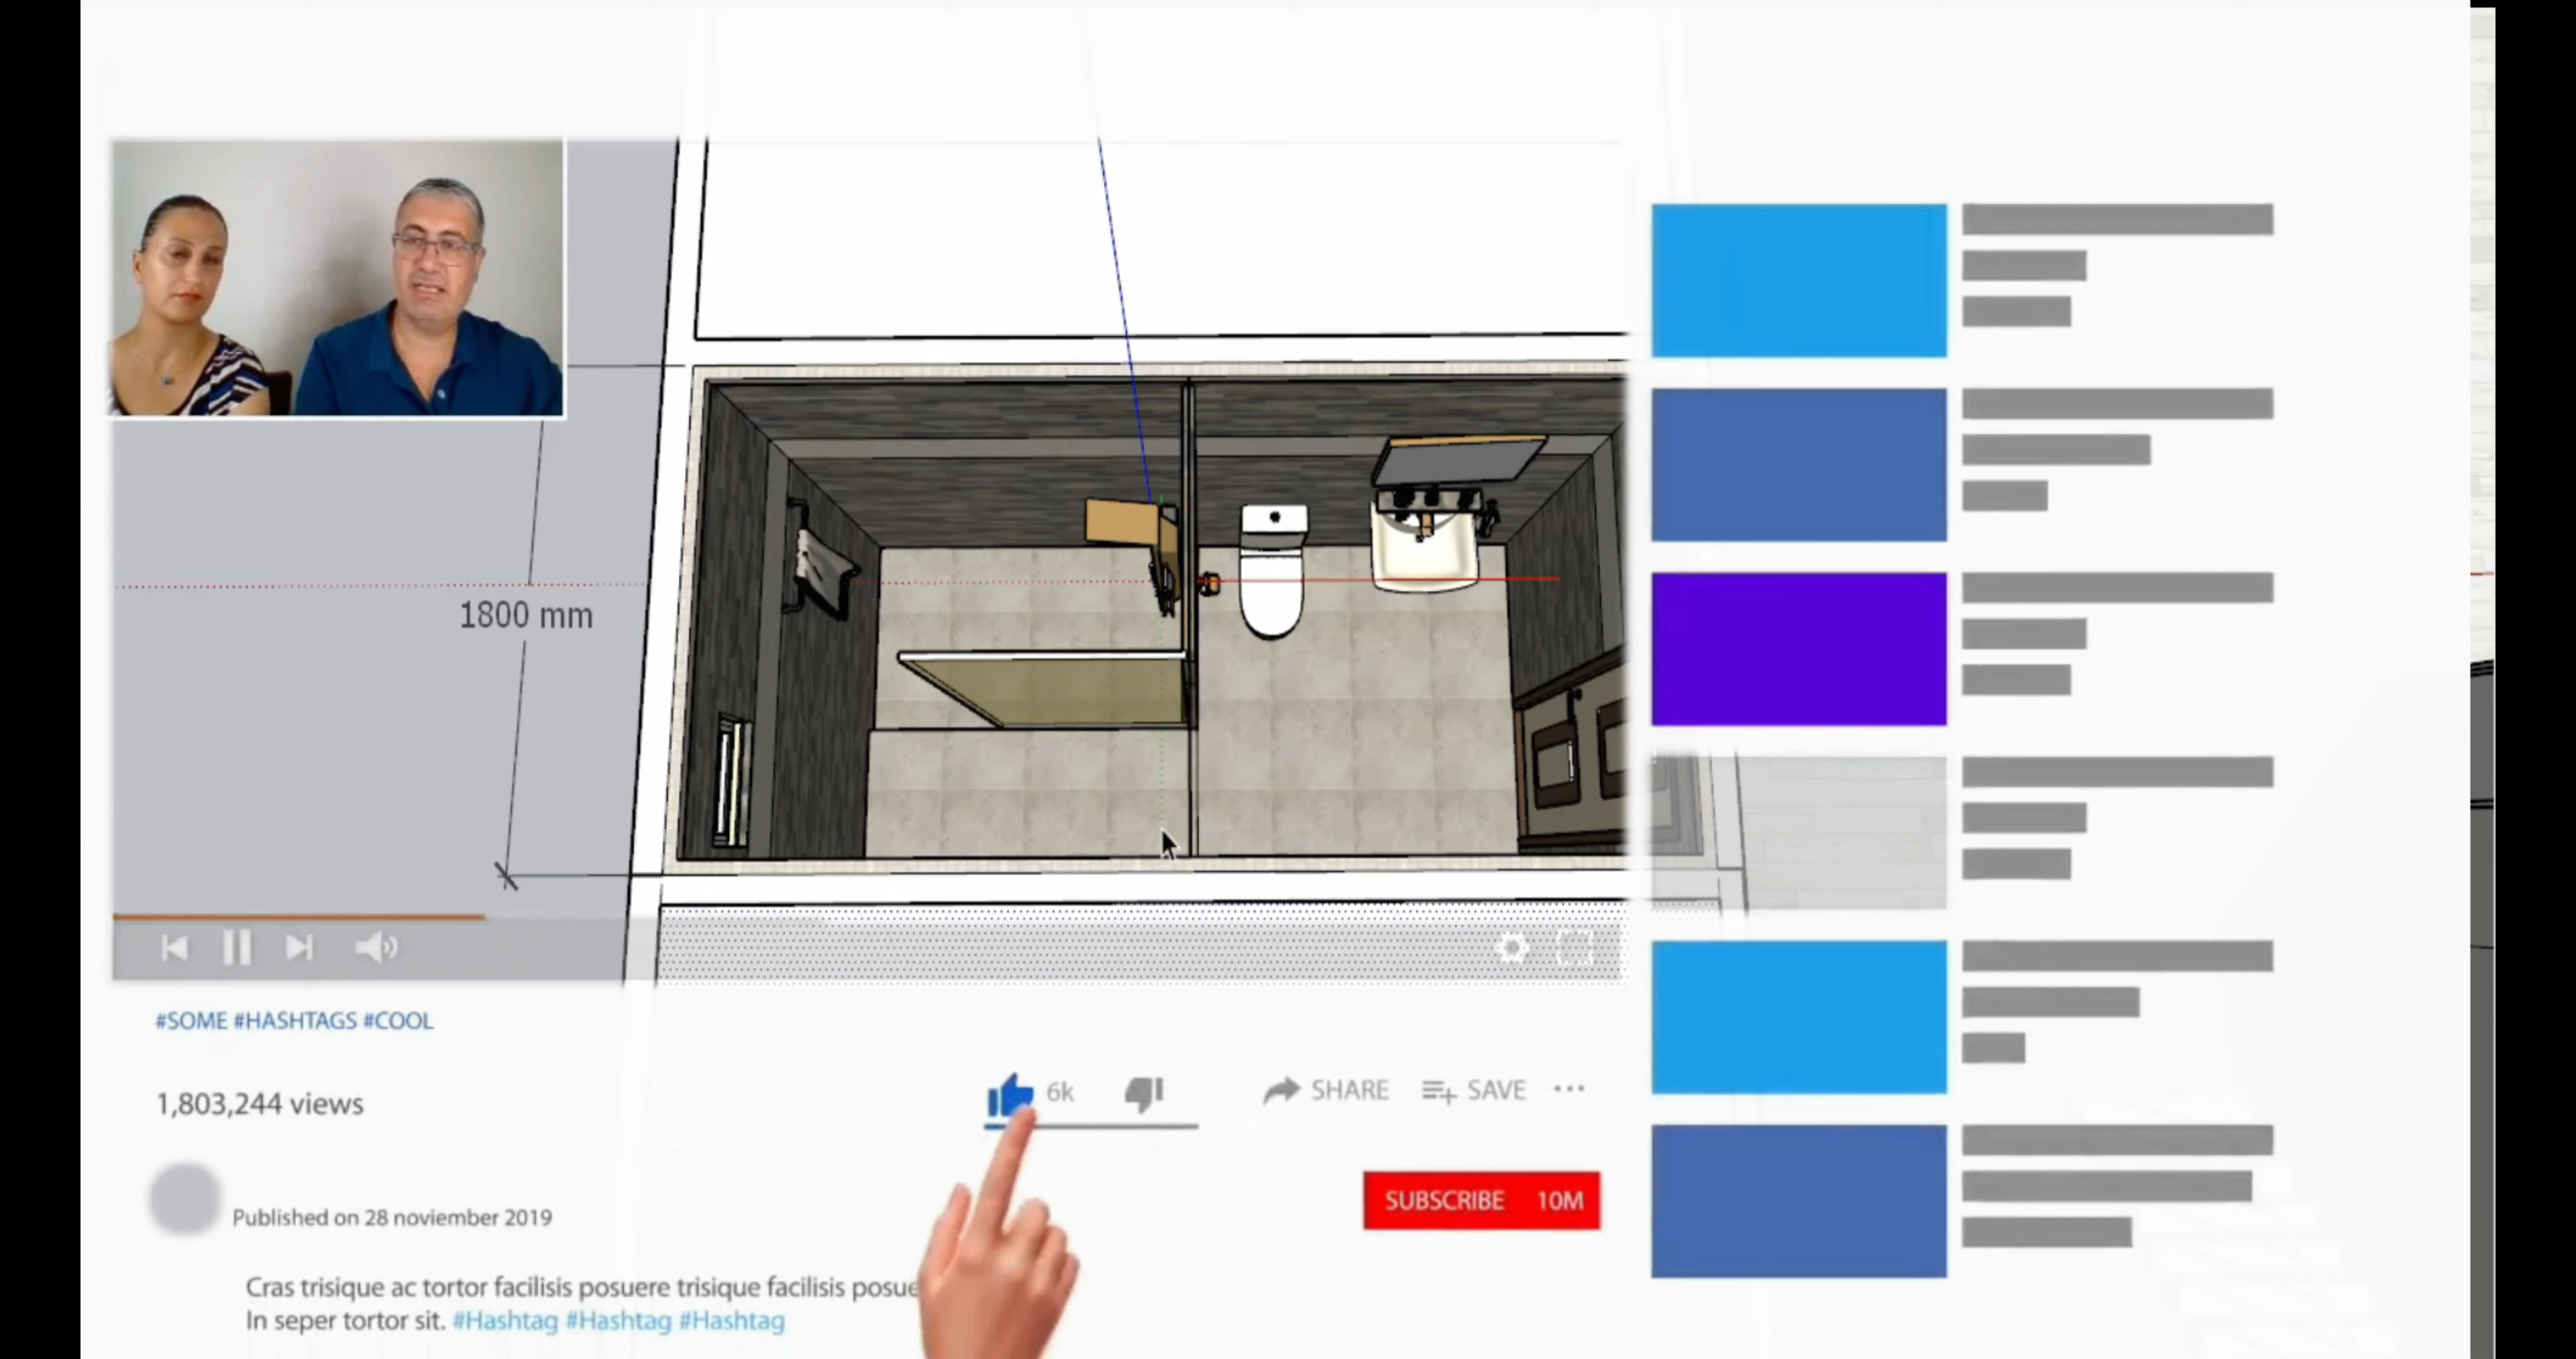 1800 mm
#SOME #HASHTAGS #COOL
1,803,244 views
6k
SHARE
SAVE
SUBSCRIBE 10M
Published on 28 noviember 2019
Cras trisique ac tortor facilisis posuere trisique facilisis posue
In seper tortor sit. #Hashtag #Hashtag #Hashtag